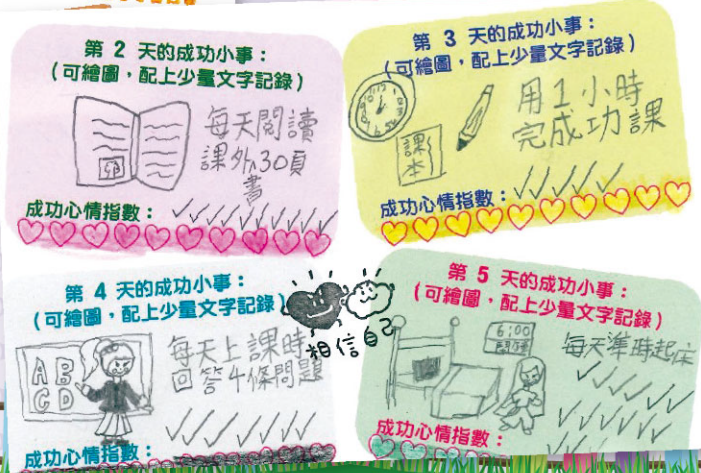 第 2 天的成功小事：
（可繪圖，配上少量文字記錄）
每天閱讀
課外30頁
書
成功心情指數：
第 3 天的成功小事：
（可繪圖，配上少量文字記錄）
課
本
用1小時
完成功課
成功心情指數：
第 4 天的成功小事：
（可繪圖，配上少量文字記錄）
A B
C D
每天上課時
回答4條問題
成功心情指數：
相信自己
第 5 天的成功小事：
（可繪圖，配上少量文字記錄）
6:00
每天準時起床
成功心情指數：